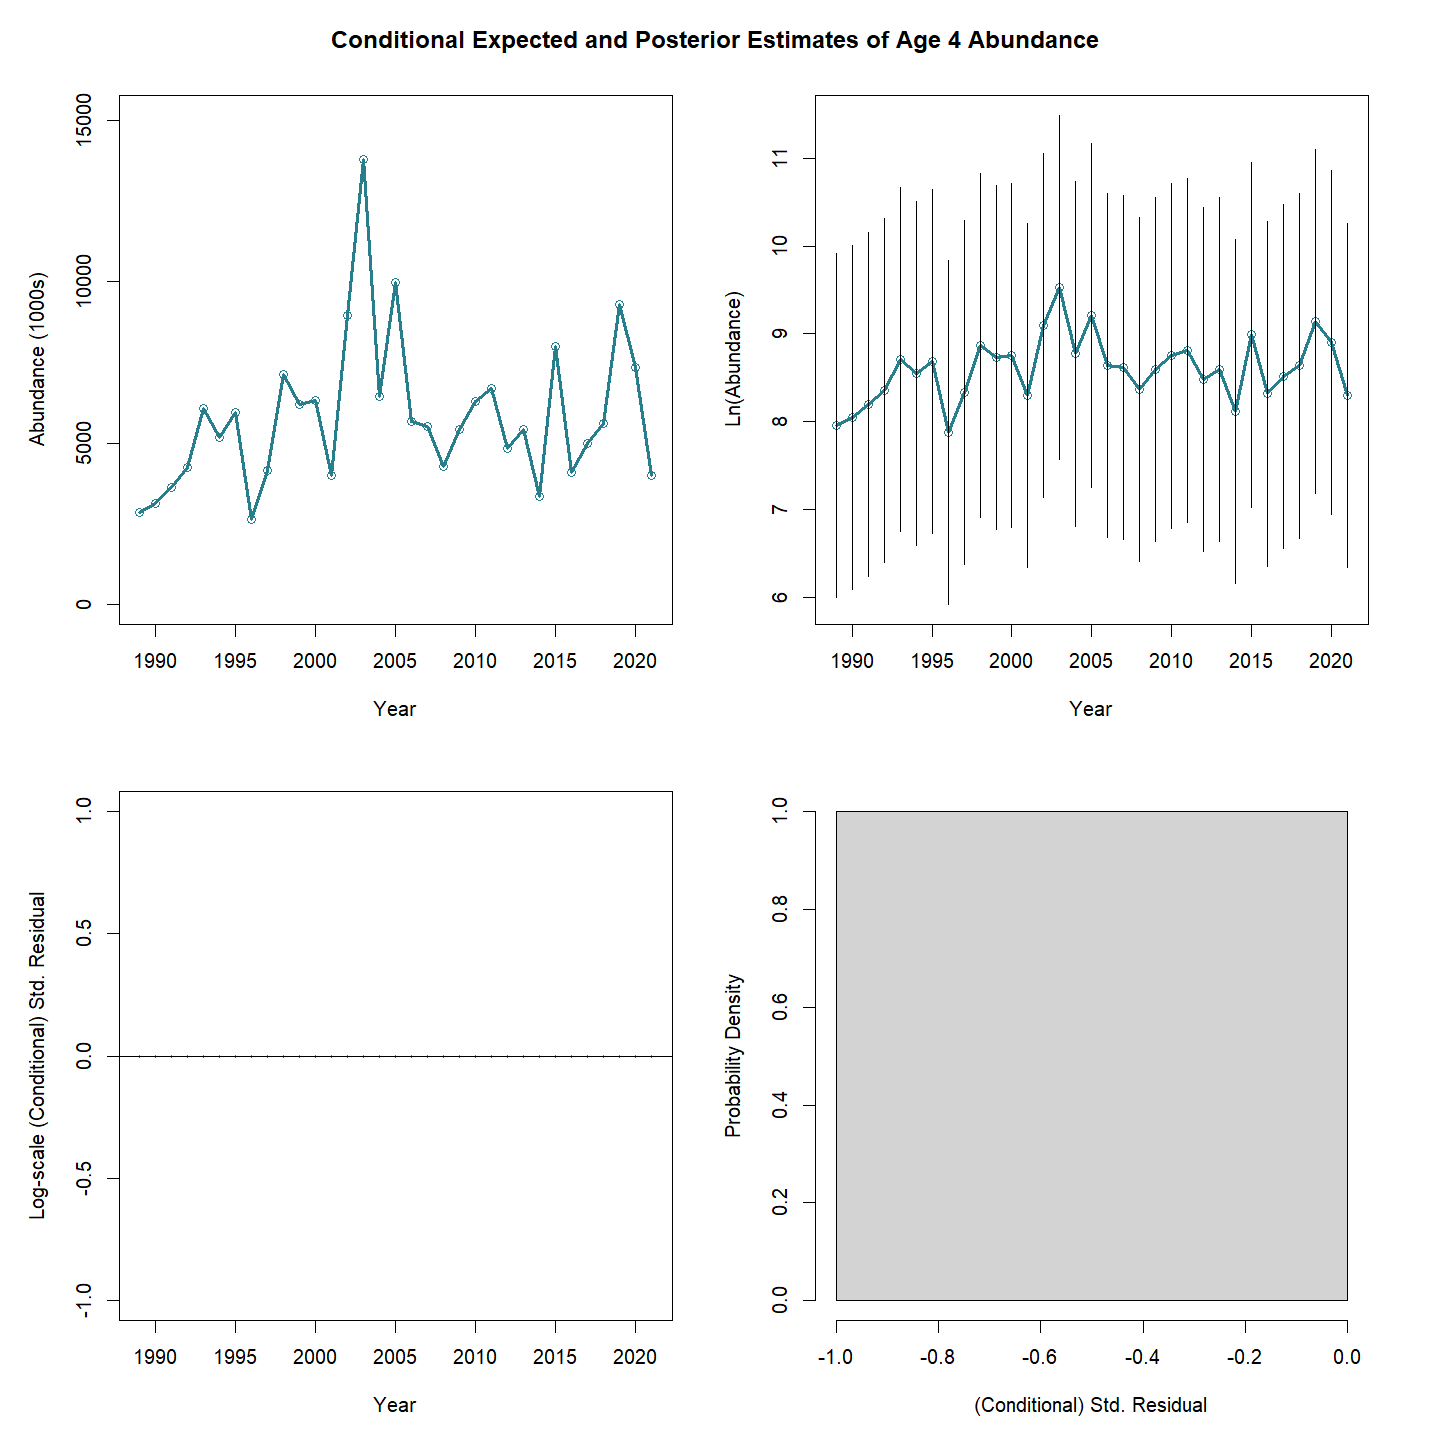 Conditional Expected and Posterior Estimates of Age 4 Abundance
Abundance (1000s)
15000
10000
5000
0
1990 1995 2000 2005 2010 2015 2020
Year
Ln(Abundance)
11
10
9
8
7
6
1990 1995 2000 2005 2010 2015 2020
Year
Log-scale (Conditional) Std. Residual
1.0
0.5
0.0
-0.5
-1.0
1990 1995 2000 2005 2010 2015 2020
Year
Probability Density
1.0
0.8
0.6
0.4
0.2
0.0
-1.0 -0.8 -0.6 -0.4 -0.2 0.0
(Conditional) Std. Residual